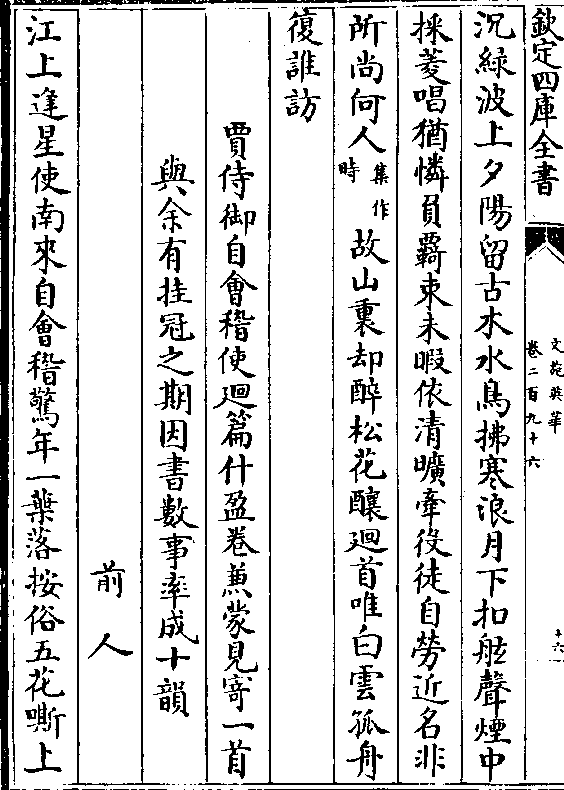 欽定四庫全書
文苑英華
卷二百九十六
十六
沉綠波上夕陽留古木水鳥拂寒浪月下扣舷聲煙中
採菱唱猶憐負羇束未暇依清曠牽役徒自勞近名非
所尚何人集作時故山裏却醉松花釀廻首唯白雲孤舟
復誰訪
賈侍御自會稽使廻篇什盈卷兼蒙見寄一首
與余有挂冠之期因書數事率成十韻
前人
江上逢星使南來自會稽驚年一葉落按俗五花嘶上